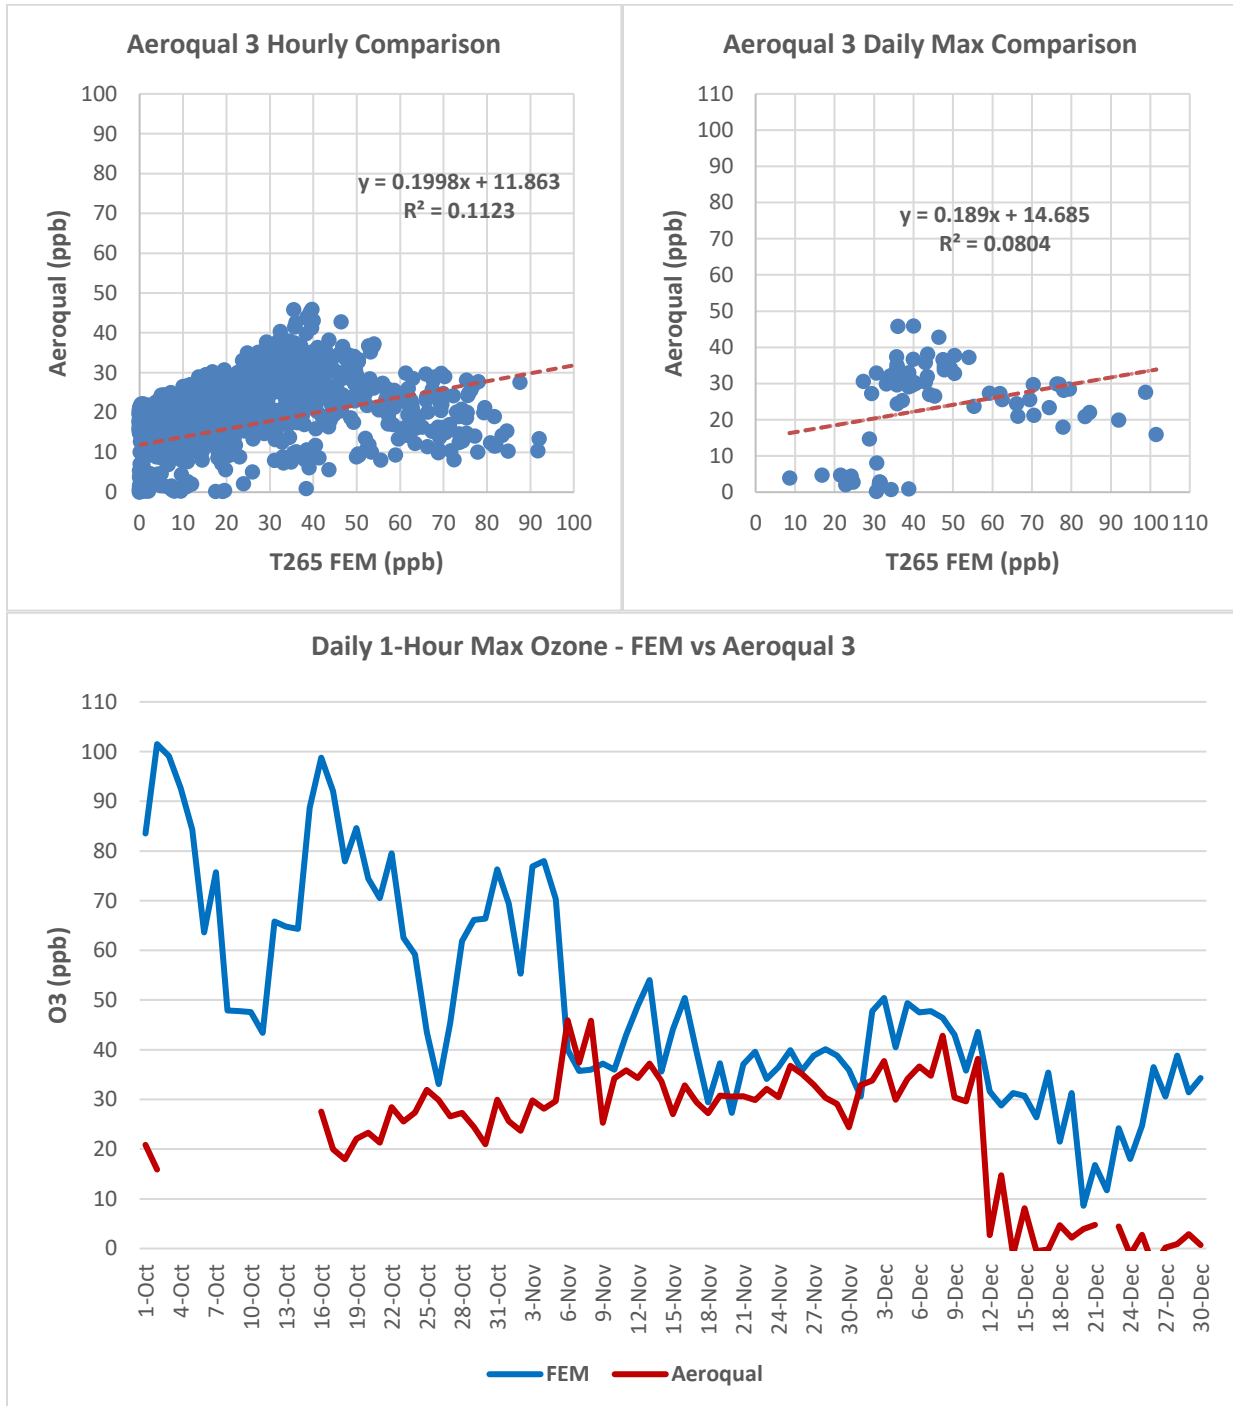 Aeroqual 3 Hourly Comparison
100
90
80
70
60
50
40
30
20
10
0
Aeroqual (ppb)
y = 0.1998x + 11.863
R² = 0.1123
0 10 20 30 40 50 60 70 80 90 100
T265 FEM (ppb)
Aeroqual 3 Daily Max Comparison
110
100
90
80
70
60
50
40
30
20
10
0
Aeroqual (ppb)
y = 0.189x + 14.685
R² = 0.0804
0 10 20 30 40 50 60 70 80 90 100 110
T265 FEM (ppb)
Daily 1-Hour Max Ozone - FEM vs Aeroqual 3
110
100
90
80
70
60
50
40
30
20
10
0
O3 (ppb)
1-Oct 4-Oct 7-Oct 10-Oct 13-Oct 16-Oct 19-Oct 22-Oct 25-Oct 28-Oct 31-Oct 3-Nov 6-Nov 9-Nov 12-Nov 15-Nov 18-Nov 21-Nov 24-Nov 27-Nov 30-Nov 3-Dec 6-Dec 9-Dec 12-Dec 15-Dec 18-Dec 21-Dec 24-Dec 27-Dec 30-Dec
FEM Aeroqual